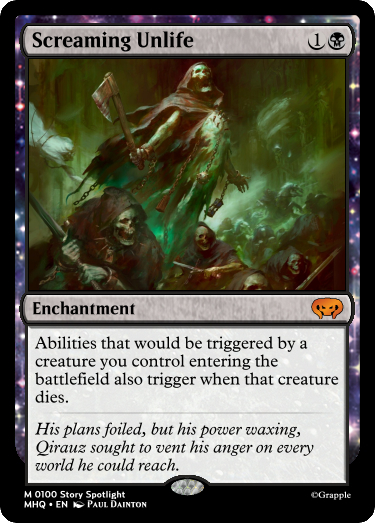 Screaming Unlife 1
Enchantment
Abilities that would be triggered by a
creature you control entering the
battlefield also trigger when that creature
dies.
His plans foiled, but his power waxing,
Qirauz sought to vent his anger on every
world he could reach.
M 0100 Story Spotlight
MHQ • EN Paul Dainton
©Grapple